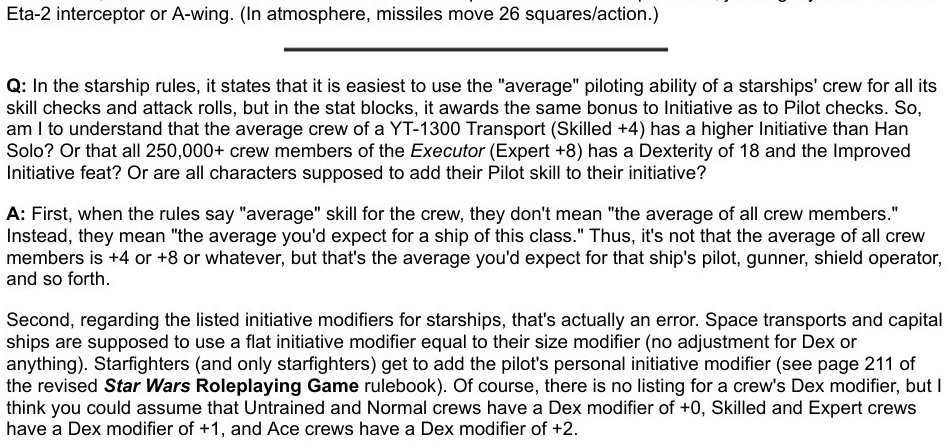 Eta-2 interceptor or A-wing. (In atmosphere, missiles move 26 squares/action.)
Q: In the starship rules, it states that it is easiest to use the "average" piloting ability of a starships' crew for all its
skill checks and attack rolls, but in the stat blocks, it awards the same bonus to Initiative as to Pilot checks. So,
am I to understand that the average crew of a YT-1300 Transport (Skilled +4) has a higher Initiative than Han
Solo? Or that all 250,000+ crew members of the Executor (Expert +8) has a Dexterity of 18 and the Improved
Initiative feat? Or are all characters supposed to add their Pilot skill to their initiative?
A: First, when the rules say "average" skill for the crew, they don't mean "the average of all crew members."
Instead, they mean "the average you'd expect for a ship of this class." Thus, it's not that the average of all crew
members is +4 or +8 or whatever, but that's the average you'd expect for that ship's pilot, gunner, shield operator,
and so forth.
Second, regarding the listed initiative modifiers for starships, that's actually an error. Space transports and capital
ships are supposed to use a flat initiative modifier equal to their size modifier (no adjustment for Dex or
anything). Starfighters (and only starfighters) get to add the pilot's personal initiative modifier (see page 211 of
the revised Star Wars Roleplaying Game rulebook). Of course, there is no listing for a crew's Dex modifier, but I
think you could assume that Untrained and Normal crews have a Dex modifier of +0, Skilled and Expert crews
have a Dex modifier of +1, and Ace crews have a Dex modifier of +2.